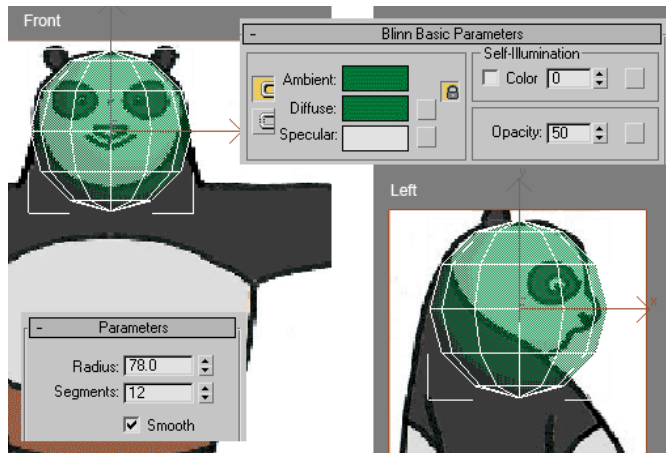 Front
- Blinn Basic Parameters
Self-Illumination
Ambient:
Color 0
Diffuse:
Specular:
Opacity: 50
Left
y
x
- Parameters
Radius: 78.0
Segments: 12
Smooth